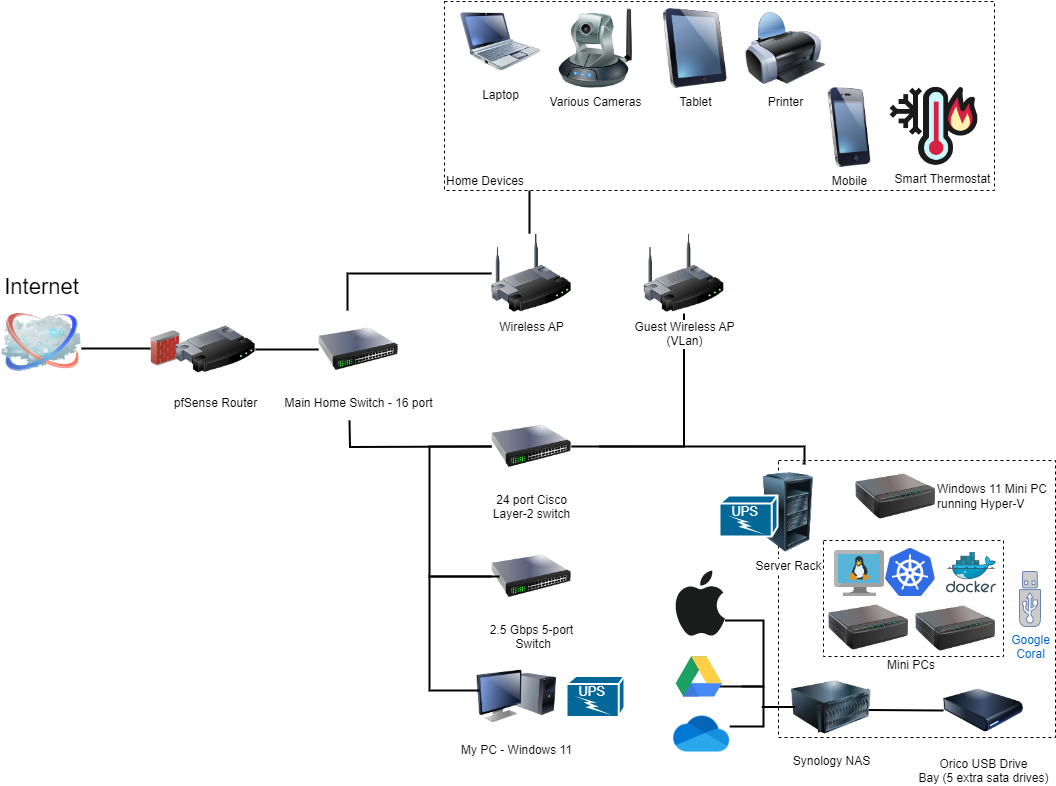 Laptop
Various Cameras
Tablet
Printer
Mobile
Smart Thermostat
Home Devices
Internet
Wireless AP
Guest Wireless AP
(VLan)
pfSense Router
Main Home Switch - 16 port
24 port Cisco
Layer-2 switch
UPS
Server Rack
Windows 11 Mini PC
running Hyper-V
docker
Google
Coral
Mini PCs
2.5 Gbps 5-port
Switch
UPS
My PC - Windows 11
Synology NAS
Orico USB Drive
Bay (5 extra sata drives)